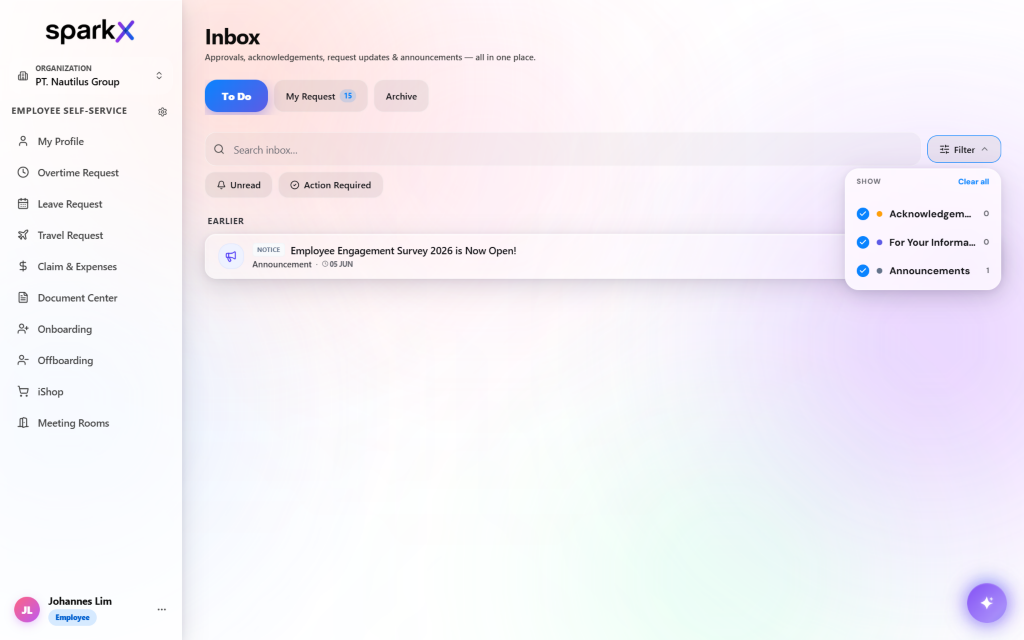 sparkX
ORGANIZATION
PT. Nautilus Group
EMPLOYEE SELF-SERVICE
My Profile
Overtime Request
Leave Request
Travel Request
Claim & Expenses
Document Center
Onboarding
Offboarding
iShop
Meeting Rooms
JL
Johannes Lim
Employee
Inbox
Approvals, acknowledgements, request updates & announcements — all in one place.
To Do
My Request 15
Archive
Search inbox...
Filter
Unread
Action Required
SHOW Clear all
Acknowledgem... 0
For Your Informa... 0
Announcements 1
EARLIER
NOTICE Employee Engagement Survey 2026 is Now Open!
Announcement · 05 JUN